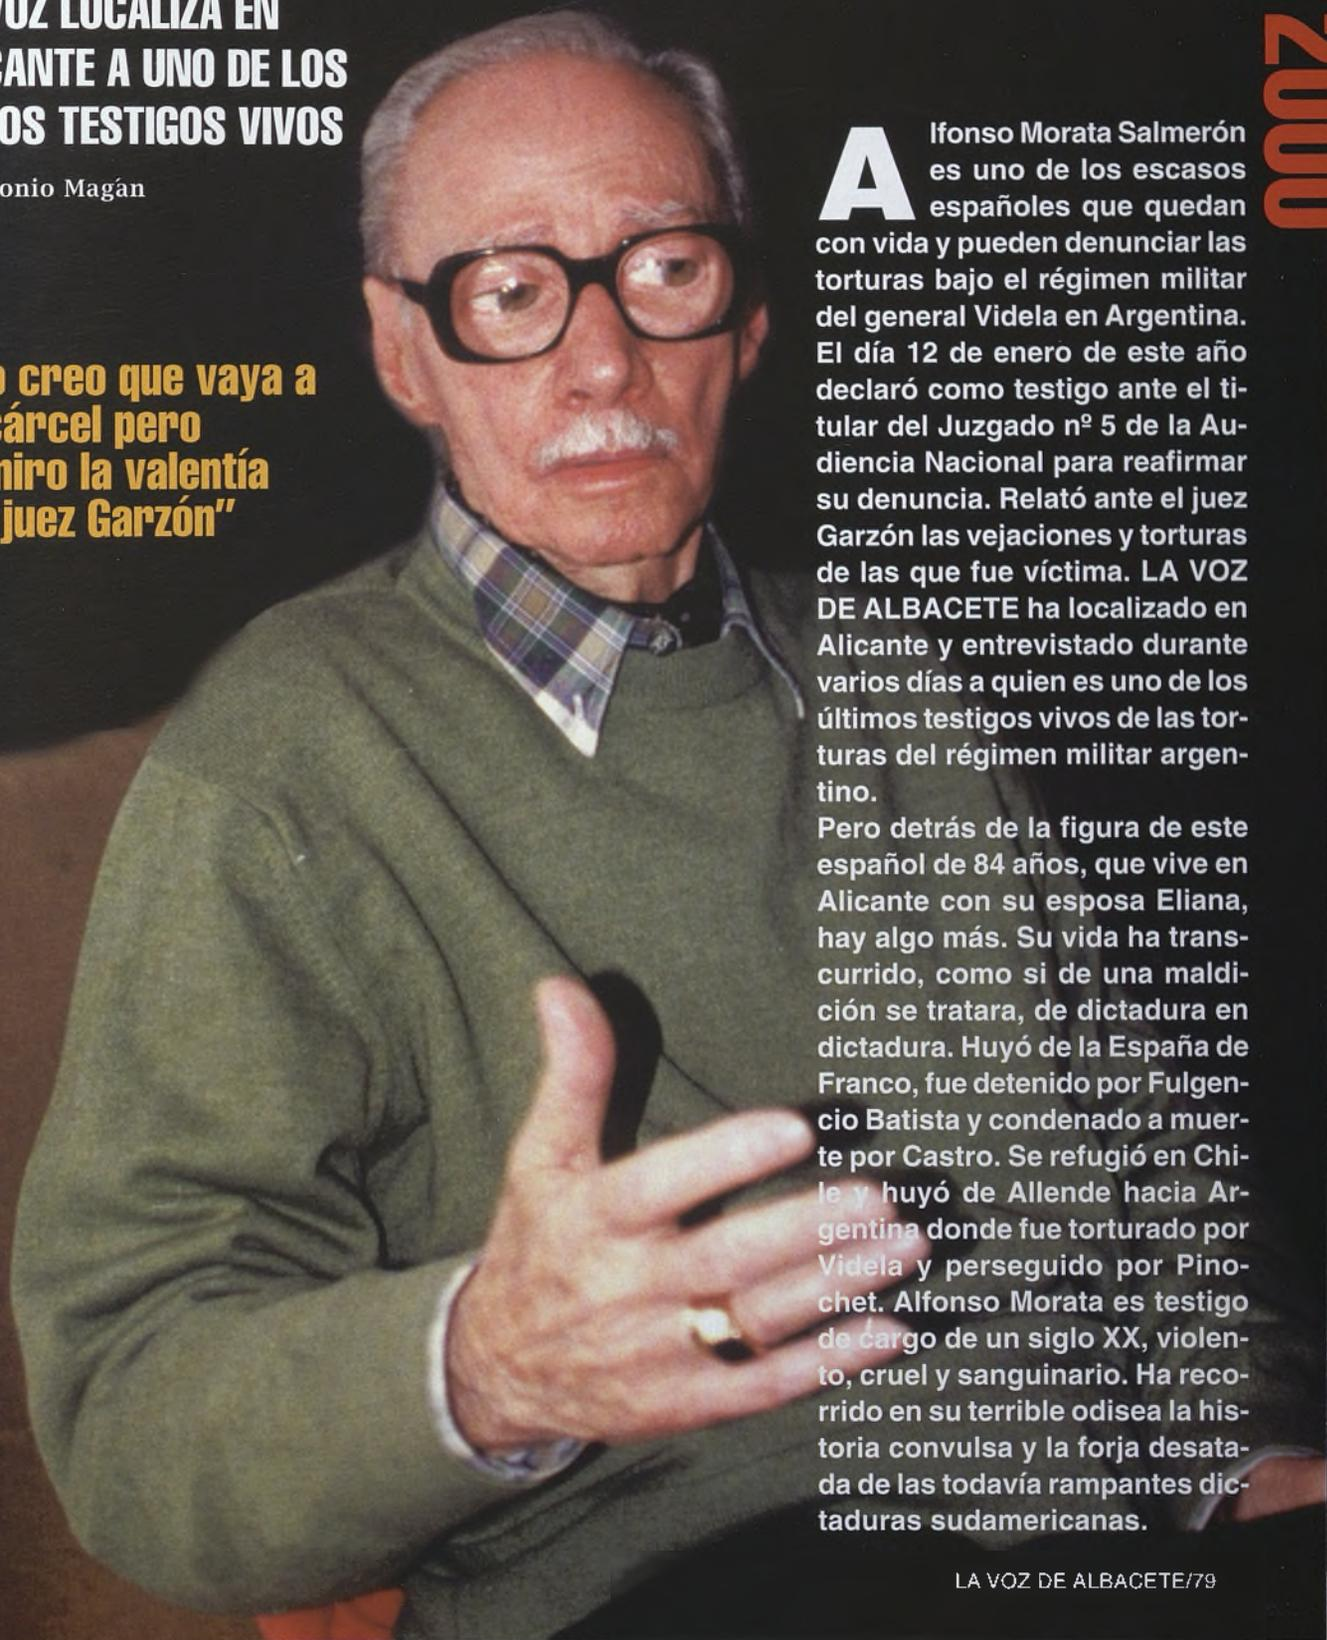 VOZ LOCALIZA EN
CANTE A UNO DE LOS
OS TESTIGOS VIVOS
onio Magán
o creo que vaya a
cárcel pero
miro la valentía
juez Garzón”
2000
Alfonso Morata Salmerón
es uno de los escasos
españoles que quedan
con vida y pueden denunciar las
torturas bajo el régimen militar
del general Videla en Argentina.
El día 12 de enero de este año
declaró como testigo ante el ti-
tular del Juzgado nº 5 de la Au-
diencia Nacional para reafirmar
su denuncia. Relató ante el juez
Garzón las vejaciones y torturas
de las que fue víctima. LA VOZ
DE ALBACETE ha localizado en
Alicante y entrevistado durante
varios días a quien es uno de los
últimos testigos vivos de las tor-
turas del régimen militar argen-
tino.
Pero detrás de la figura de este
español de 84 años, que vive en
Alicante con su esposa Eliana,
hay algo más. Su vida ha trans-
currido, como si de una maldi-
ción se tratara, de dictadura en
dictadura. Huyó de la España de
Franco, fue detenido por Fulgen-
cio Batista y condenado a muer-
te por Castro. Se refugió en Chi-
le y huyó de Allende hacia Ar-
gentina donde fue torturado por
Videla y perseguido por Pino-
chet. Alfonso Morata es testigo
de cargo de un siglo XX, violen-
to, cruel y sanguinario. Ha reco-
rrido en su terrible odisea la his-
toria convulsa y la forja desata-
da de las todavía rampantes dic-
taduras sudamericanas.
LA VOZ DE ALBACETE/79